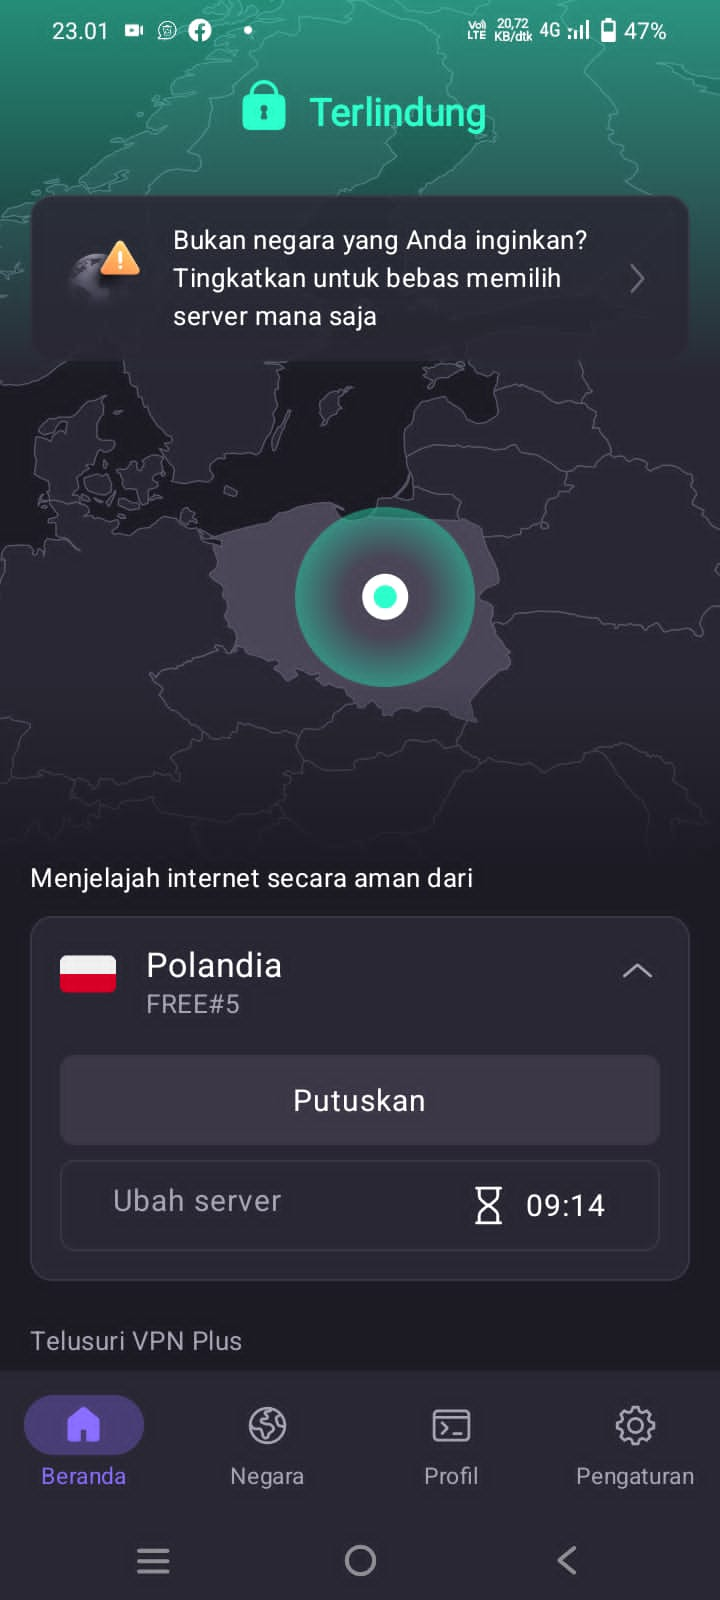 23.01
Vo))
LTE
20,72
KB/dtk
4G
47%
Terlindung
Bukan negara yang Anda inginkan?
Tingkatkan untuk bebas memilih
server mana saja
Menjelajah internet secara aman dari
Polandia
FREE#5
Putuskan
Ubah server
09:14
Telusuri VPN Plus
Beranda
Negara
Profil
Pengaturan